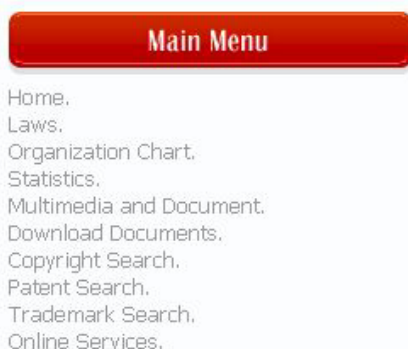 Main Menu
Home.
Laws.
Organization Chart.
Statistics.
Multimedia and Document.
Download Documents.
Copyright Search.
Patent Search.
Trademark Search.
Online Services.